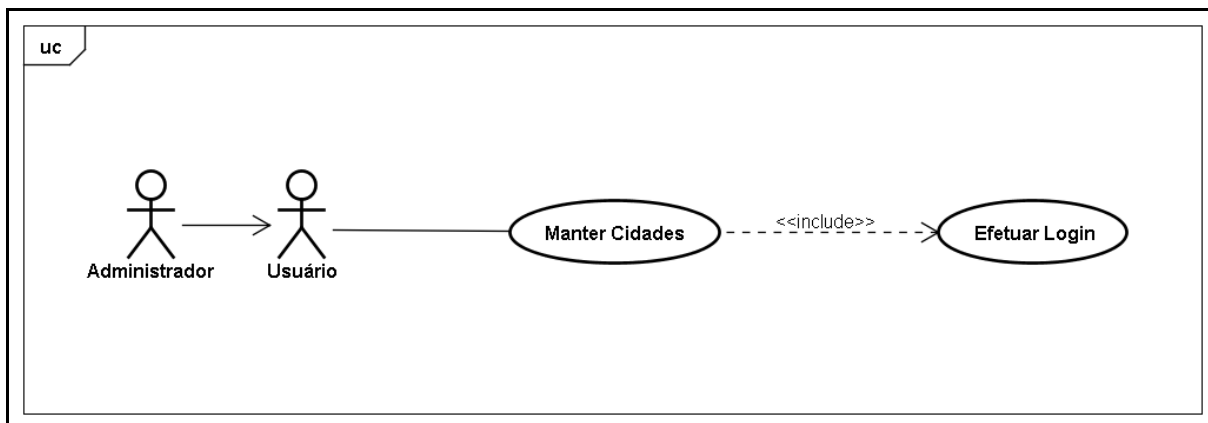 uc
Administrador
Usuário
Manter Cidades
<<include>>
Efetuar Login